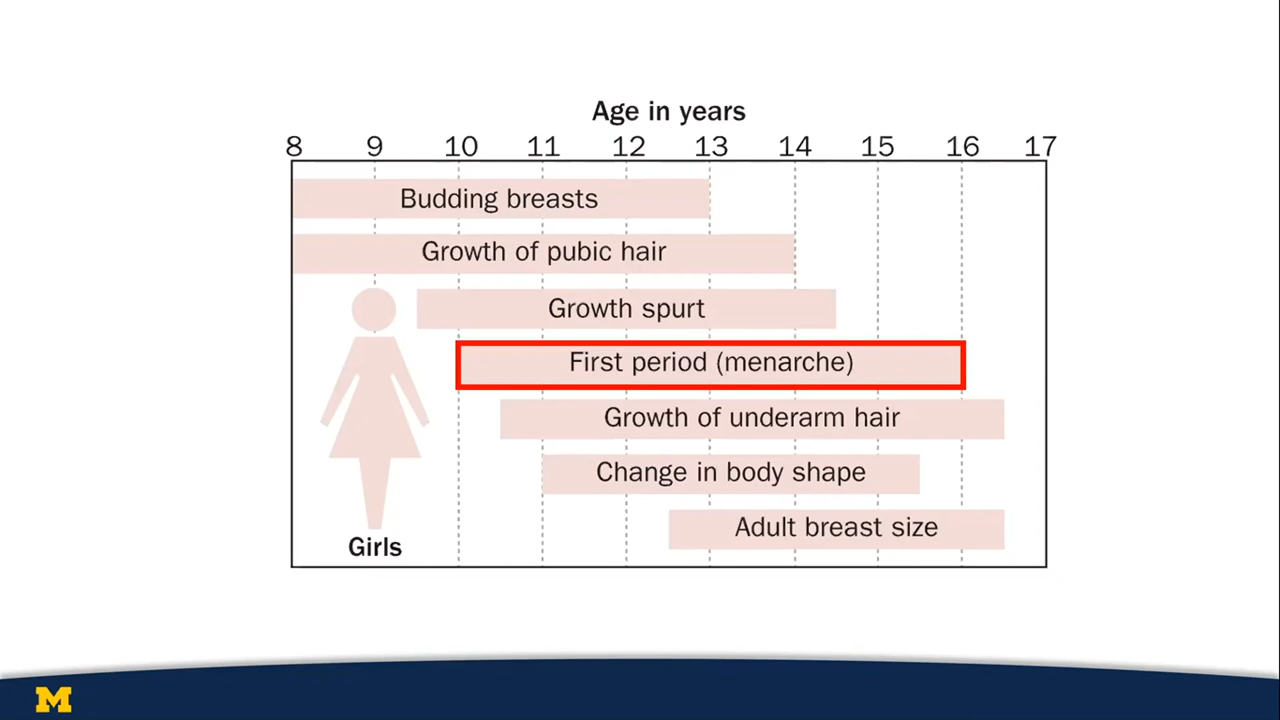 Age in years
8 9 10 11 12 13 14 15 16 17
Budding breasts
Growth of pubic hair
Growth spurt
First period (menarche)
Growth of underarm hair
Change in body shape
Adult breast size
Girls
M